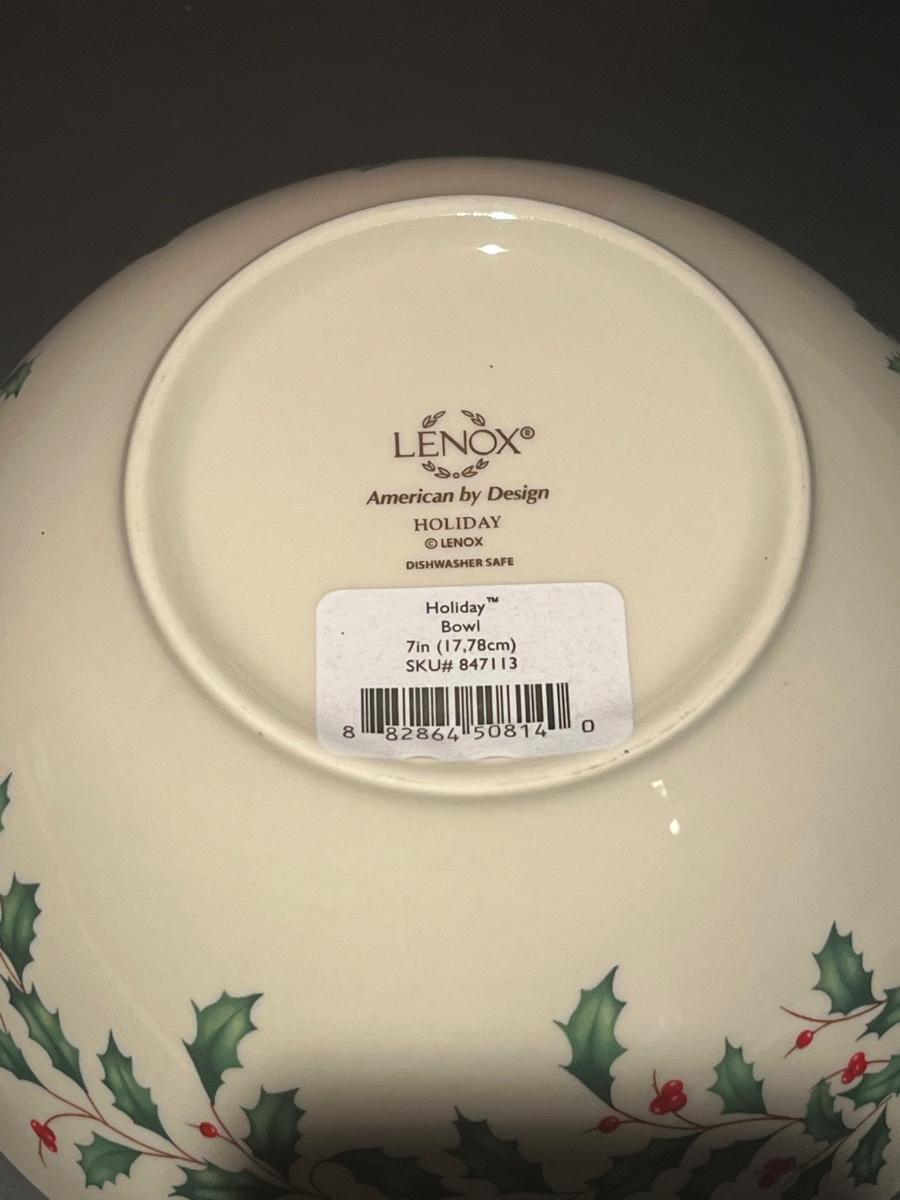 LENOX®
American by Design
HOLIDAY
© LENOX
DISHWASHER SAFE
Holiday™
Bowl
7in (17,78cm)
SKU# 847113
8 82864 50814 0